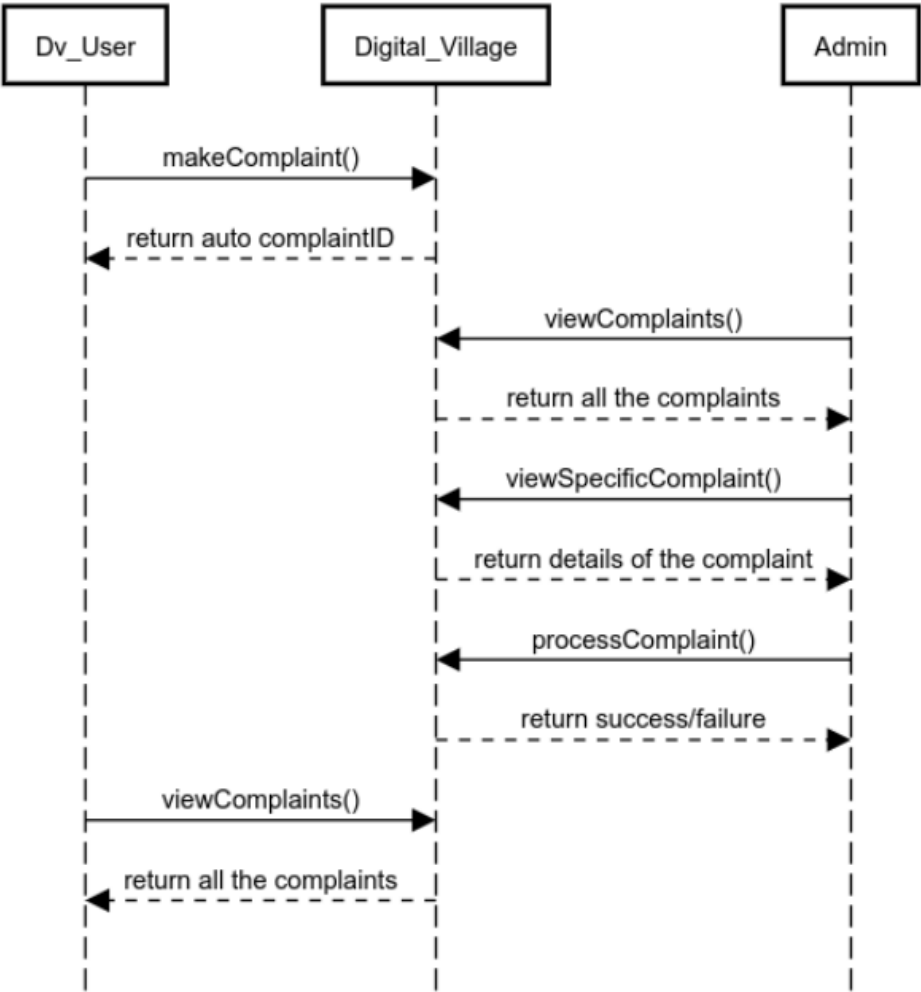 Dv_User
Digital_Village
Admin
makeComplaint()
return auto complaintID
viewComplaints()
return all the complaints
viewSpecificComplaint()
return details of the complaint
processComplaint()
return success/failure
viewComplaints()
return all the complaints